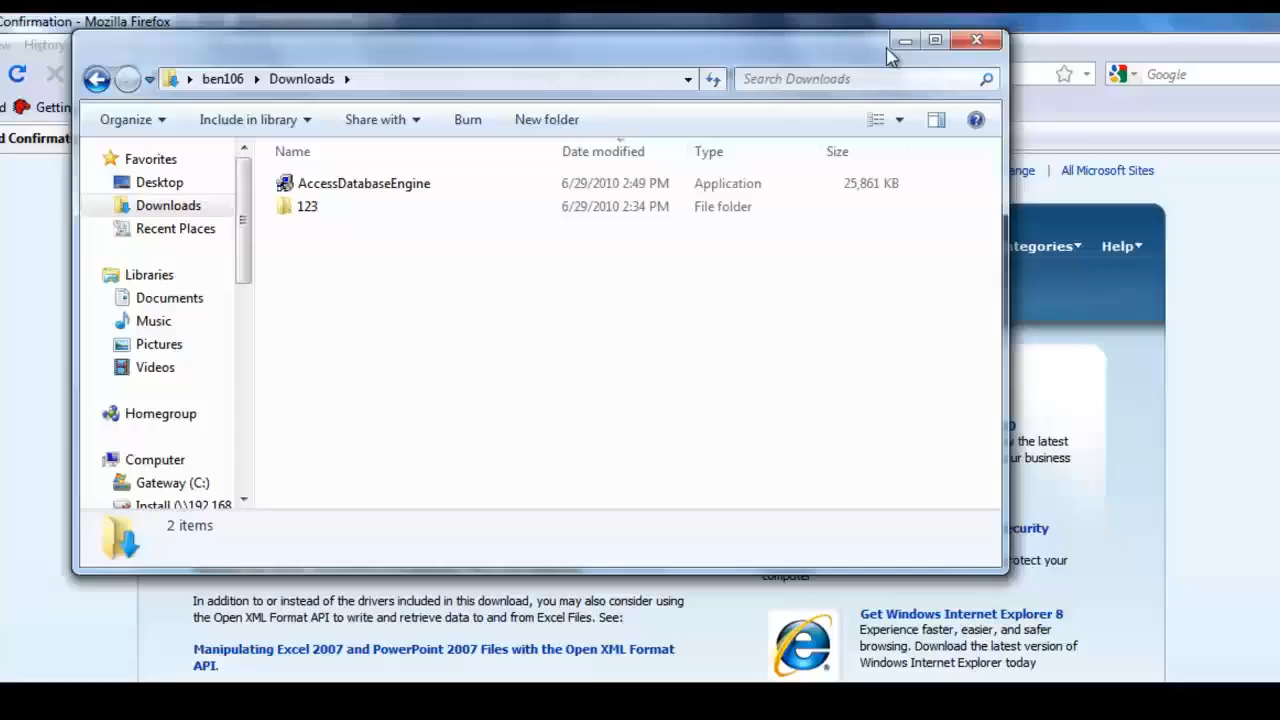 Confirmation - Mozilla Firefox
History
ben106 Downloads
Search Downloads
Google
Gettin
Organize Include in library Share with Burn New folder
d Confirmat
Name Date modified Type Size
Favorites
Desktop
Downloads
Recent Places
Libraries
Documents
Music
Pictures
Videos
Homegroup
Computer
Gateway (C:)
Install (\\192.168
AccessDatabaseEngine 6/29/2010 2:49 PM Application 25,861 KB
123 6/29/2010 2:34 PM File folder
2 items
ange | All Microsoft Sites
tegories Help
y the latest
ur business
ecurity
rotect your
computer
In addition to or instead of the drivers included in this download, you may also consider using
the Open XML Format API to write and retrieve data to and from Excel Files. See:
Manipulating Excel 2007 and PowerPoint 2007 Files with the Open XML Format
API.
Get Windows Internet Explorer 8
Experience faster, easier, and safer
browsing. Download the latest version of
Windows Internet Explorer today